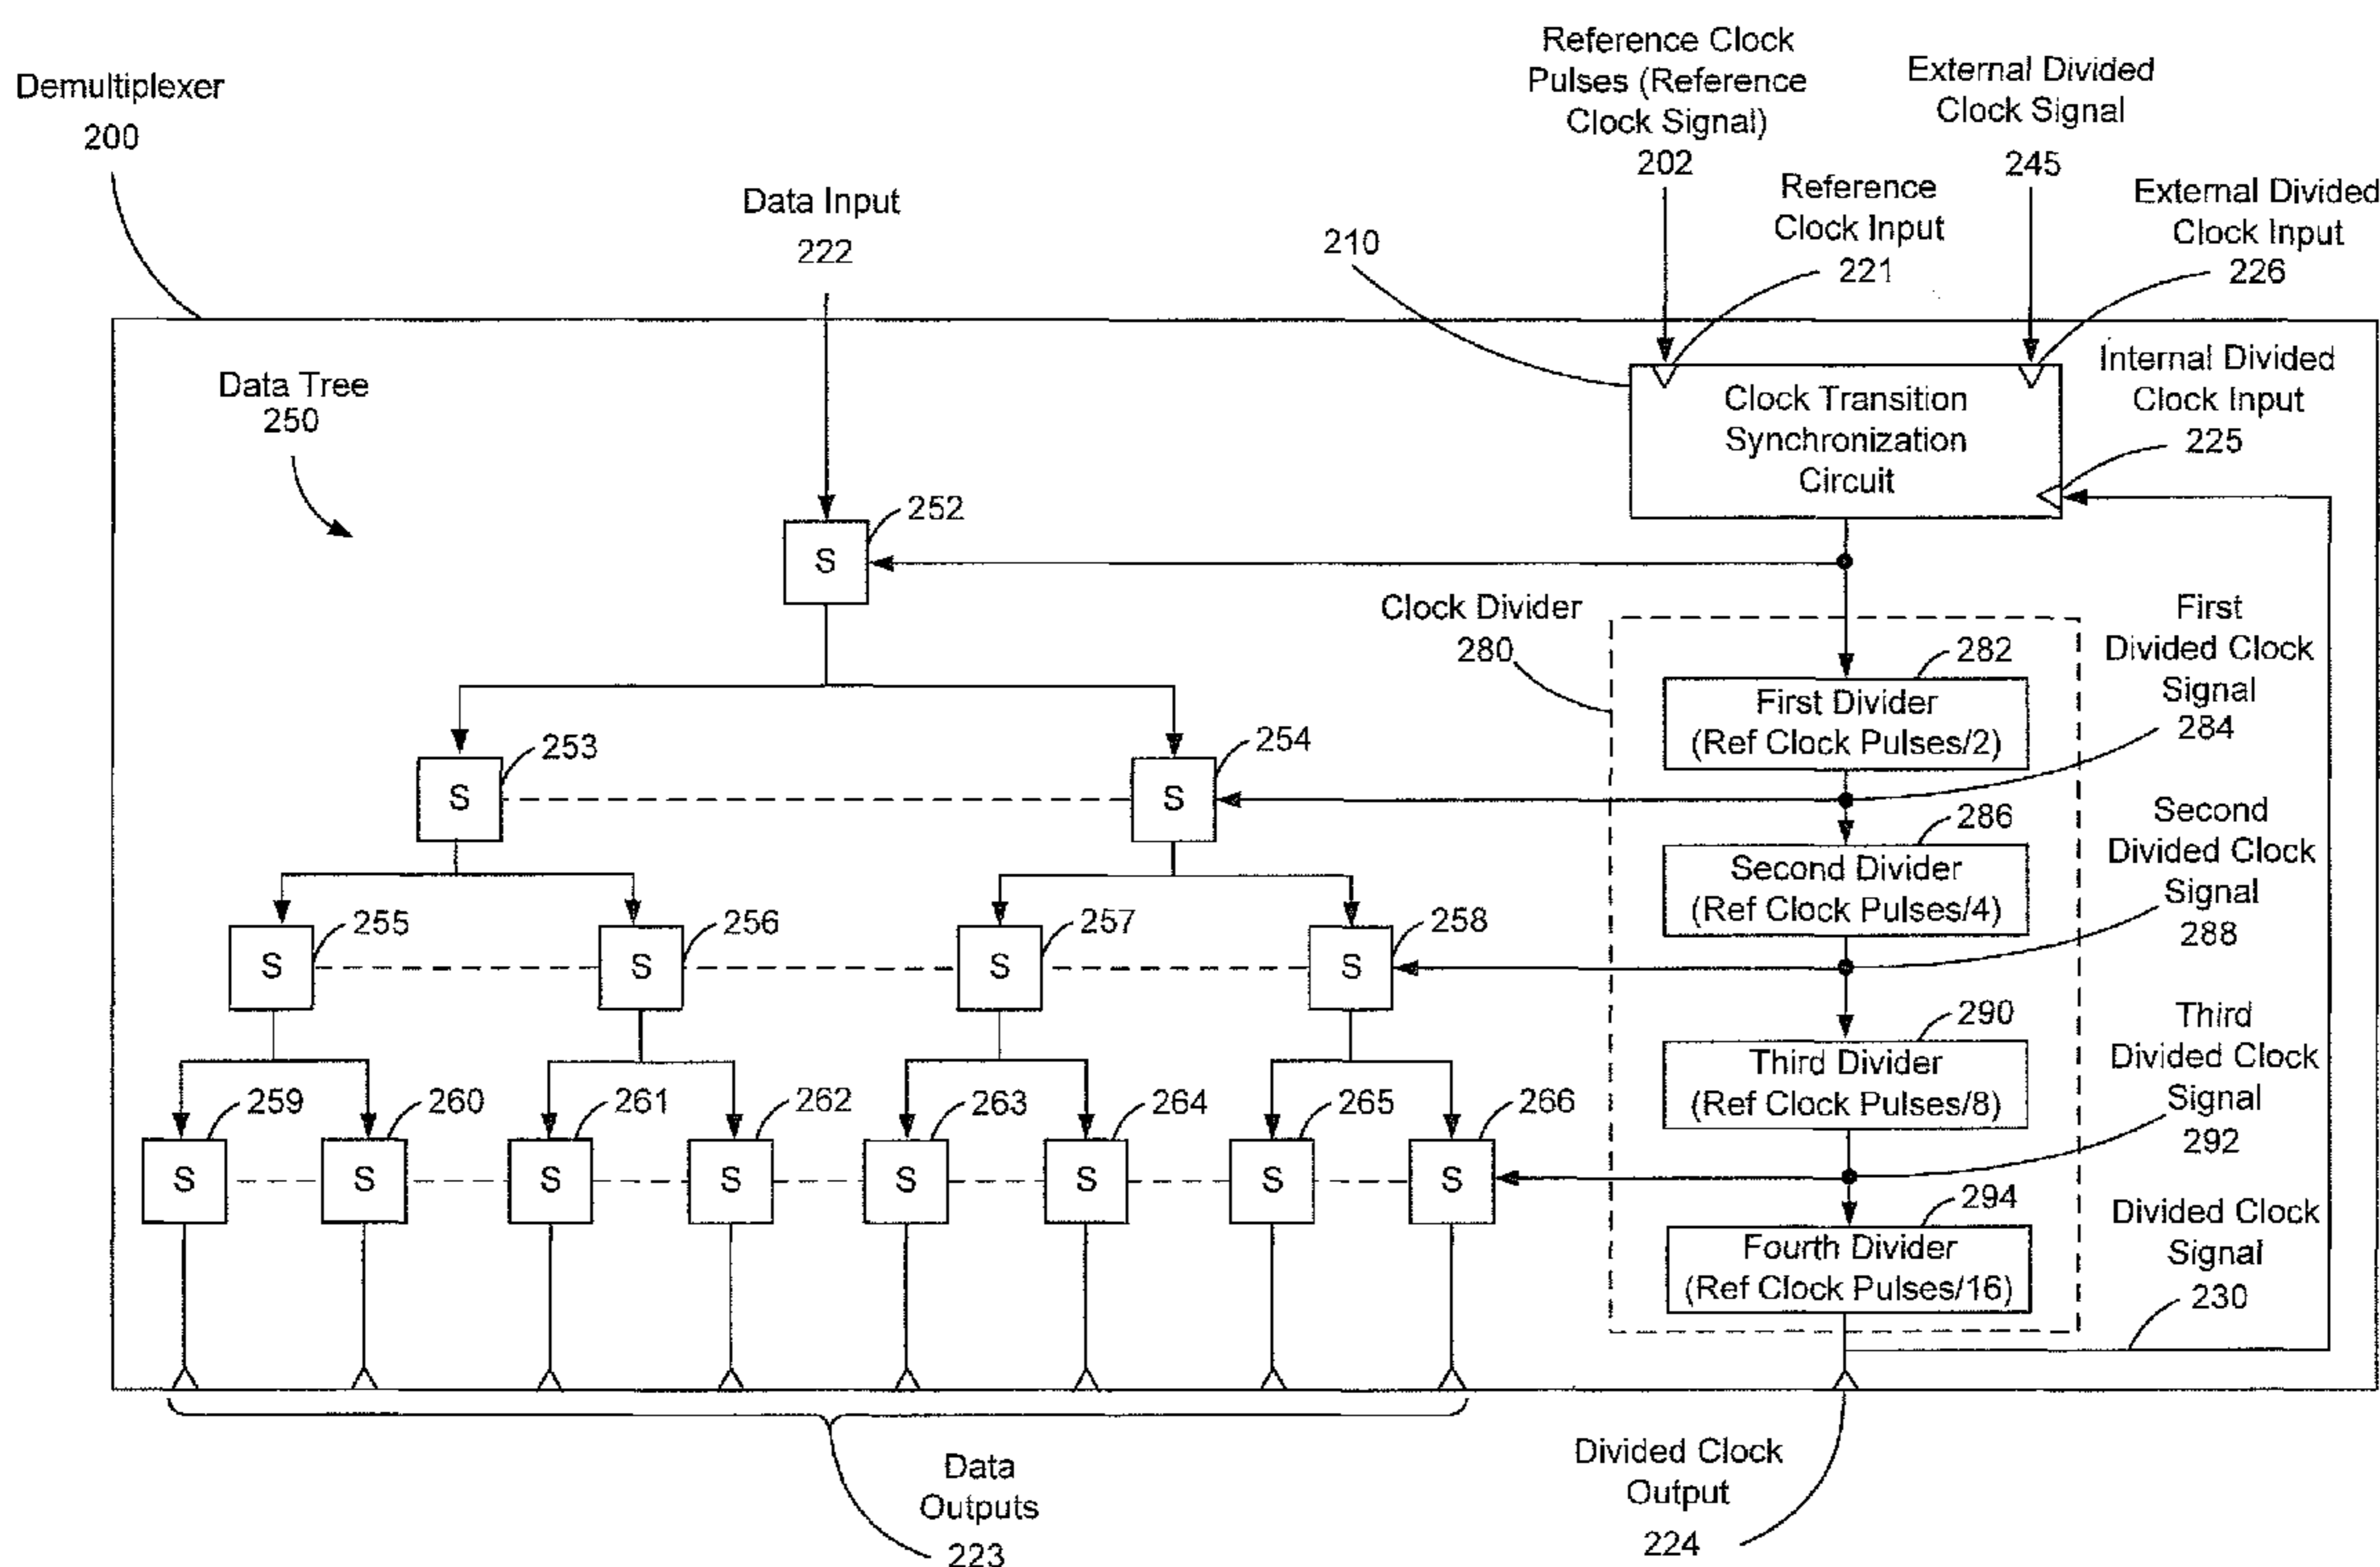 Demultiplexer
200
Data Input
222
Reference Clock
Pulses (Reference
Clock Signal)
202
External Divided
Clock Signal
245
Reference
Clock Input
221
External Divided
Clock Input
226
210
Data Tree
250
Clock Transition
Synchronization
Circuit
Internal Divided
Clock Input
225
S
252
Clock Divider
280
First Divider
(Ref Clock Pulses/2)
282
First
Divided Clock
Signal
284
S
253
S
254
Second Divider
(Ref Clock Pulses/4)
286
Second
Divided Clock
Signal
288
S
255
S
256
S
257
S
258
Third Divider
(Ref Clock Pulses/8)
290
Third
Divided Clock
Signal
292
S
259
S
260
S
261
S
262
S
263
S
264
S
265
S
266
Fourth Divider
(Ref Clock Pulses/16)
294
Divided Clock
Signal
230
Data
Outputs
223
Divided Clock
Output
224